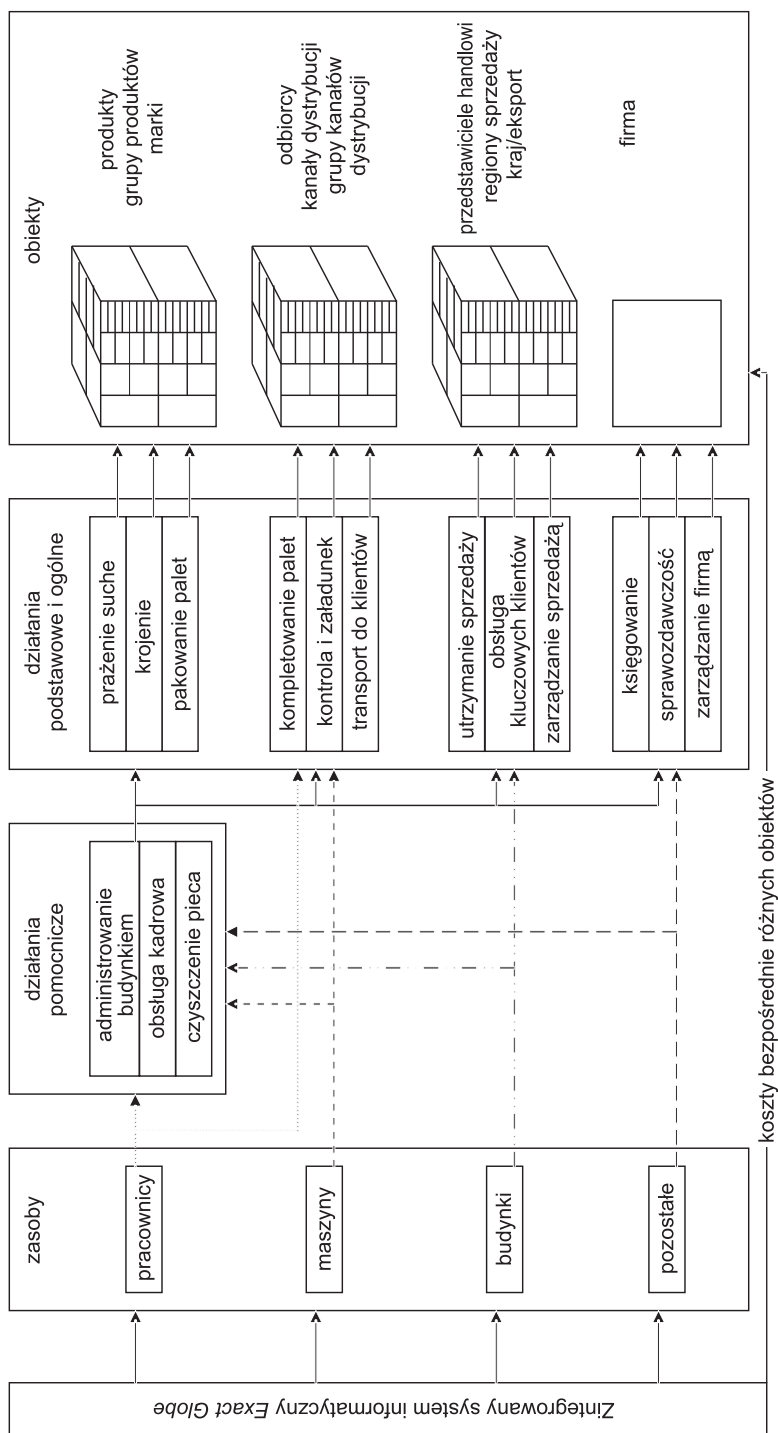 Zintegrowany system informatyczny Exact Globe
zasoby
pracownicy
maszyny
budynki
pozostałe
działania
pomocnicze
administrowanie
budynkiem
obsługa kadrowa
czyszczenie pieca
działania
podstawowe i ogólne
prażenie suche
krojenie
pakowanie palet
kompletowanie palet
kontrola i załadunek
transport do klientów
utrzymanie sprzedaży
obsługa
kluczowych klientów
zarządzanie sprzedażą
księgowanie
sprawozdawczość
zarządzanie firmą
obiekty
produkty
grupy produktów
marki
odbiorcy
kanały dystrybucji
grupy kanałów
dystrybucji
przedstawiciele handlowi
regiony sprzedaży
kraj/eksport
firma
koszty bezpośrednie różnych obiektów